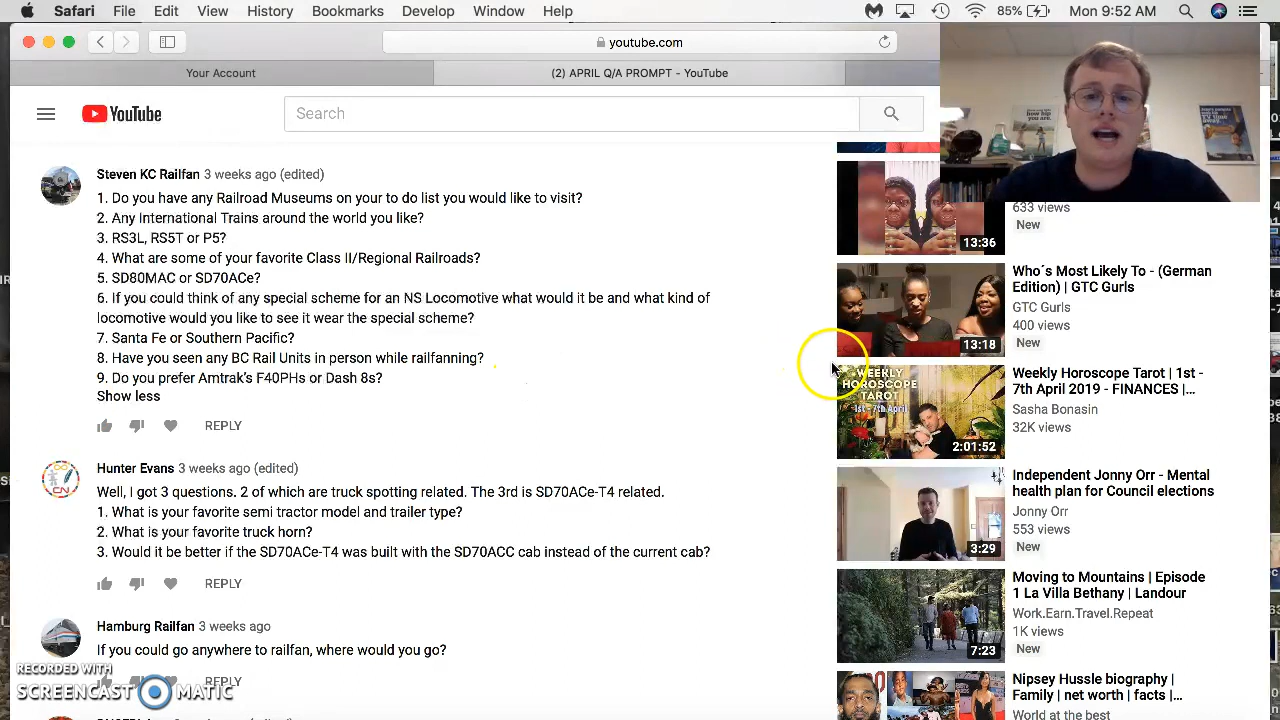 Safari File Edit View History Bookmarks Develop Window Help 85% Mon 9:52 AM
youtube.com
Your Account (2) APRIL Q/A PROMPT - YouTube
YouTube Search
Steven KC Railfan 3 weeks ago (edited)
1. Do you have any Railroad Museums on your to do list you would like to visit?
2. Any International Trains around the world you like?
3. RS3L, RS5T or P5?
4. What are some of your favorite Class II/Regional Railroads?
5. SD80MAC or SD70ACe?
6. If you could think of any special scheme for an NS Locomotive what would it be and what kind of
locomotive would you like to see it wear the special scheme?
7. Santa Fe or Southern Pacific?
8. Have you seen any BC Rail Units in person while railfanning?
9. Do you prefer Amtrak's F40PHs or Dash 8s?
Show less
REPLY
Hunter Evans 3 weeks ago (edited)
Well, I got 3 questions. 2 of which are truck spotting related. The 3rd is SD70ACe-T4 related.
1. What is your favorite semi tractor model and trailer type?
2. What is your favorite truck horn?
3. Would it be better if the SD70ACe-T4 was built with the SD70ACC cab instead of the current cab?
REPLY
Hamburg Railfan 3 weeks ago
If you could go anywhere to railfan, where would you go?
REPLY
RECORDED WITH
SCREENCAST MATIC
633 views
New
13:36
Who´s Most Likely To - (German
Edition) | GTC Gurls
GTC Gurls
400 views
New
13:18
WEEKLY
HOROSCOPE
TAROT
1st - 7th April
2:01:52
Weekly Horoscope Tarot | 1st -
7th April 2019 - FINANCES |...
Sasha Bonasin
32K views
Independent Jonny Orr - Mental
health plan for Council elections
Jonny Orr
553 views
New
3:29
Moving to Mountains | Episode
1 La Villa Bethany | Landour
Work.Earn.Travel.Repeat
1K views
New
7:23
Nipsey Hussle biography |
Family | net worth | facts |...
World at the best